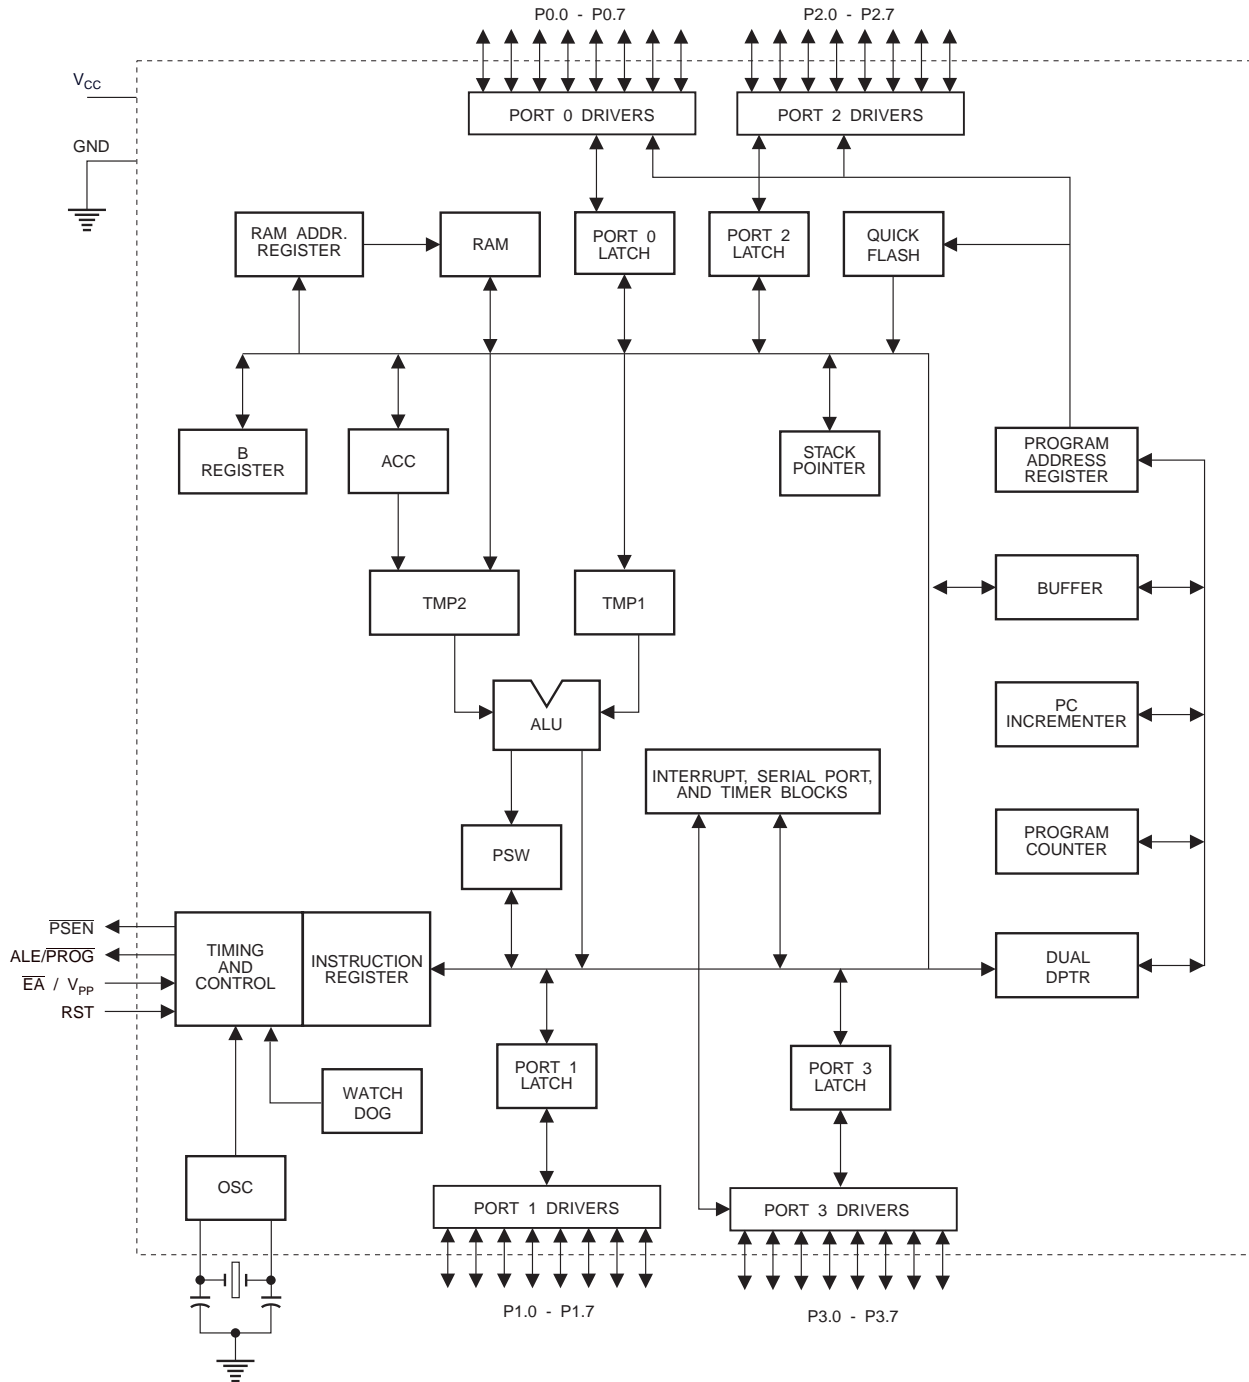 P0.0 - P0.7
P2.0 - P2.7
VCC
GND
PORT 0 DRIVERS
PORT 2 DRIVERS
RAM ADDR.
REGISTER
RAM
PORT 0
LATCH
PORT 2
LATCH
QUICK
FLASH
B
REGISTER
ACC
STACK
POINTER
PROGRAM
ADDRESS
REGISTER
TMP2
TMP1
BUFFER
ALU
PC
INCREMENTER
INTERRUPT, SERIAL PORT,
AND TIMER BLOCKS
PSW
PROGRAM
COUNTER
PSEN
ALE/PROG
EA / VPP
RST
TIMING
AND
CONTROL
INSTRUCTION
REGISTER
DUAL
DPTR
WATCH
DOG
PORT 1
LATCH
PORT 3
LATCH
OSC
PORT 1 DRIVERS
PORT 3 DRIVERS
P1.0 - P1.7
P3.0 - P3.7